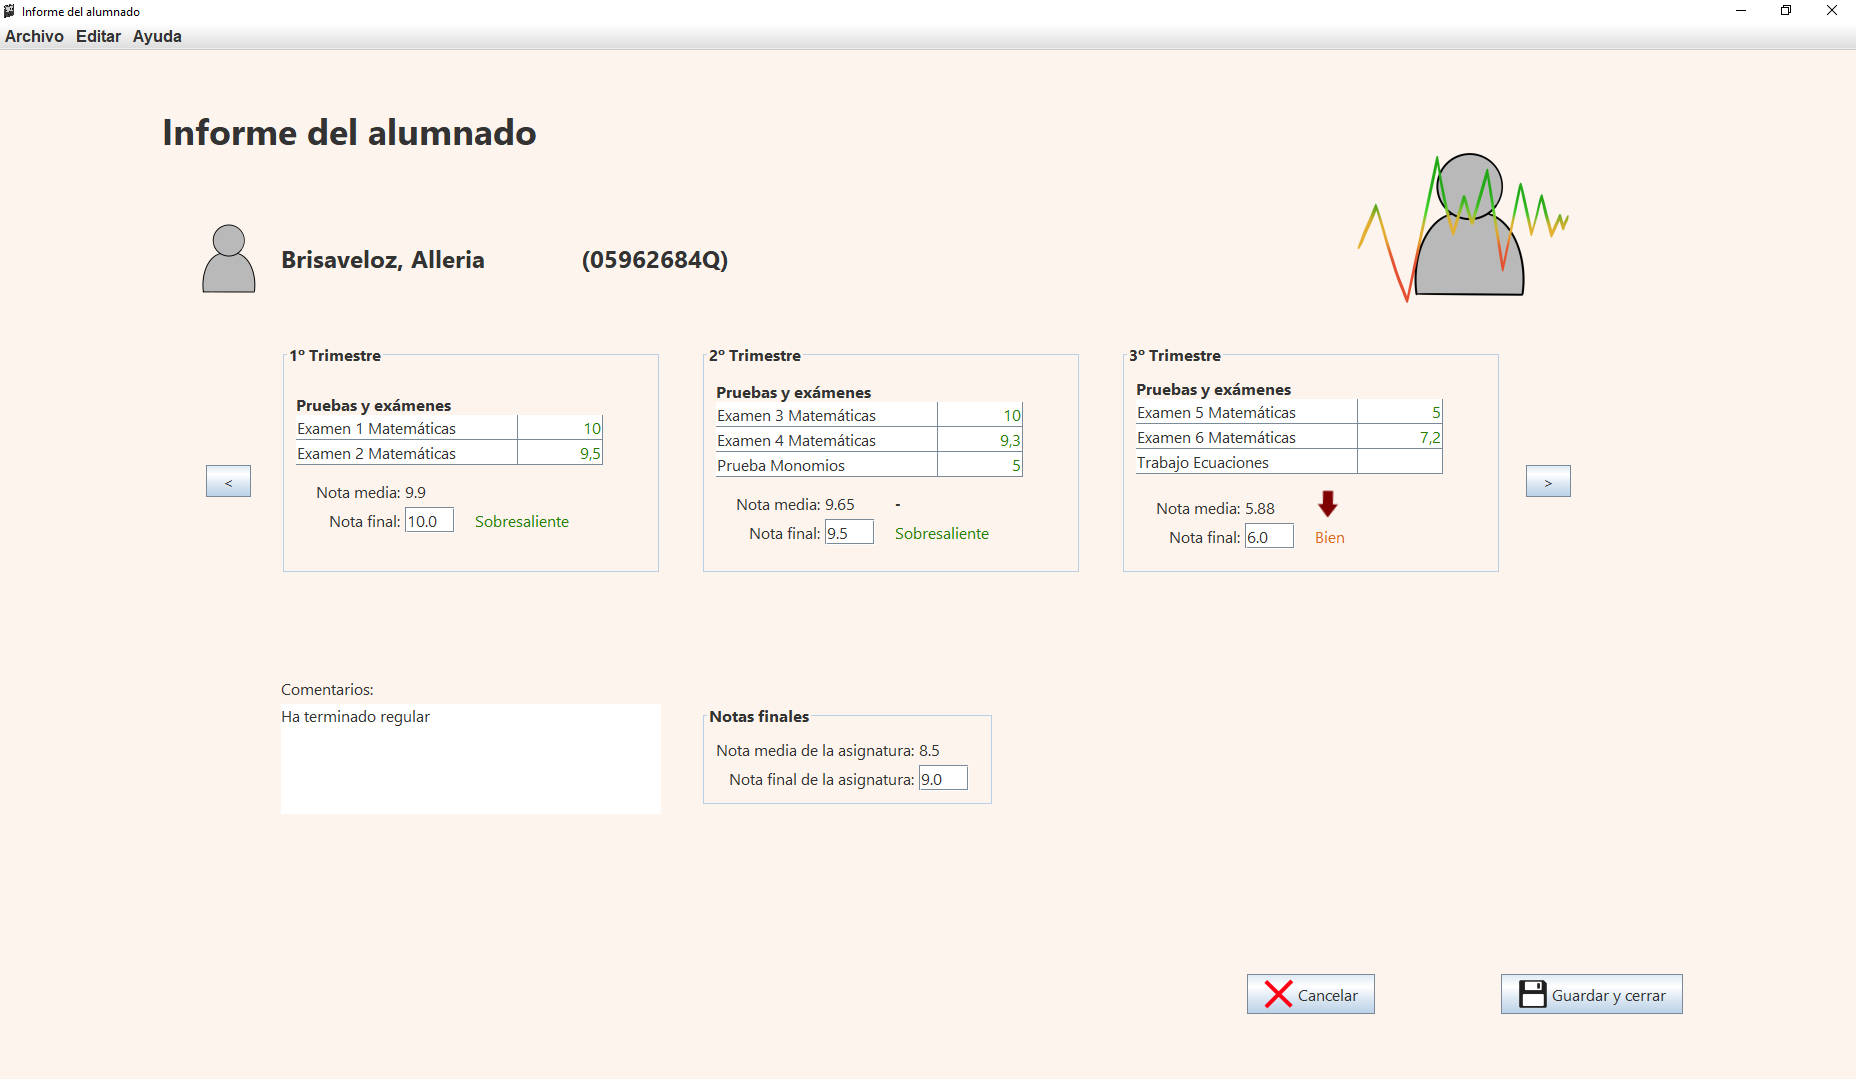 Informe del alumnado
Archivo Editar Ayuda
Informe del alumnado
Brisaveloz, Alleria (05962684Q)
1º Trimestre
Pruebas y exámenes
Examen 1 Matemáticas 10
Examen 2 Matemáticas 9,5
Nota media: 9.9
Nota final: 10.0 Sobresaliente
2º Trimestre
Pruebas y exámenes
Examen 3 Matemáticas 10
Examen 4 Matemáticas 9,3
Prueba Monomios 5
Nota media: 9.65 -
Nota final: 9.5 Sobresaliente
3º Trimestre
Pruebas y exámenes
Examen 5 Matemáticas 5
Examen 6 Matemáticas 7,2
Trabajo Ecuaciones
Nota media: 5.88
Nota final: 6.0 Bien
<
>
Comentarios:
Ha terminado regular
Notas finales
Nota media de la asignatura: 8.5
Nota final de la asignatura: 9.0
Cancelar
Guardar y cerrar